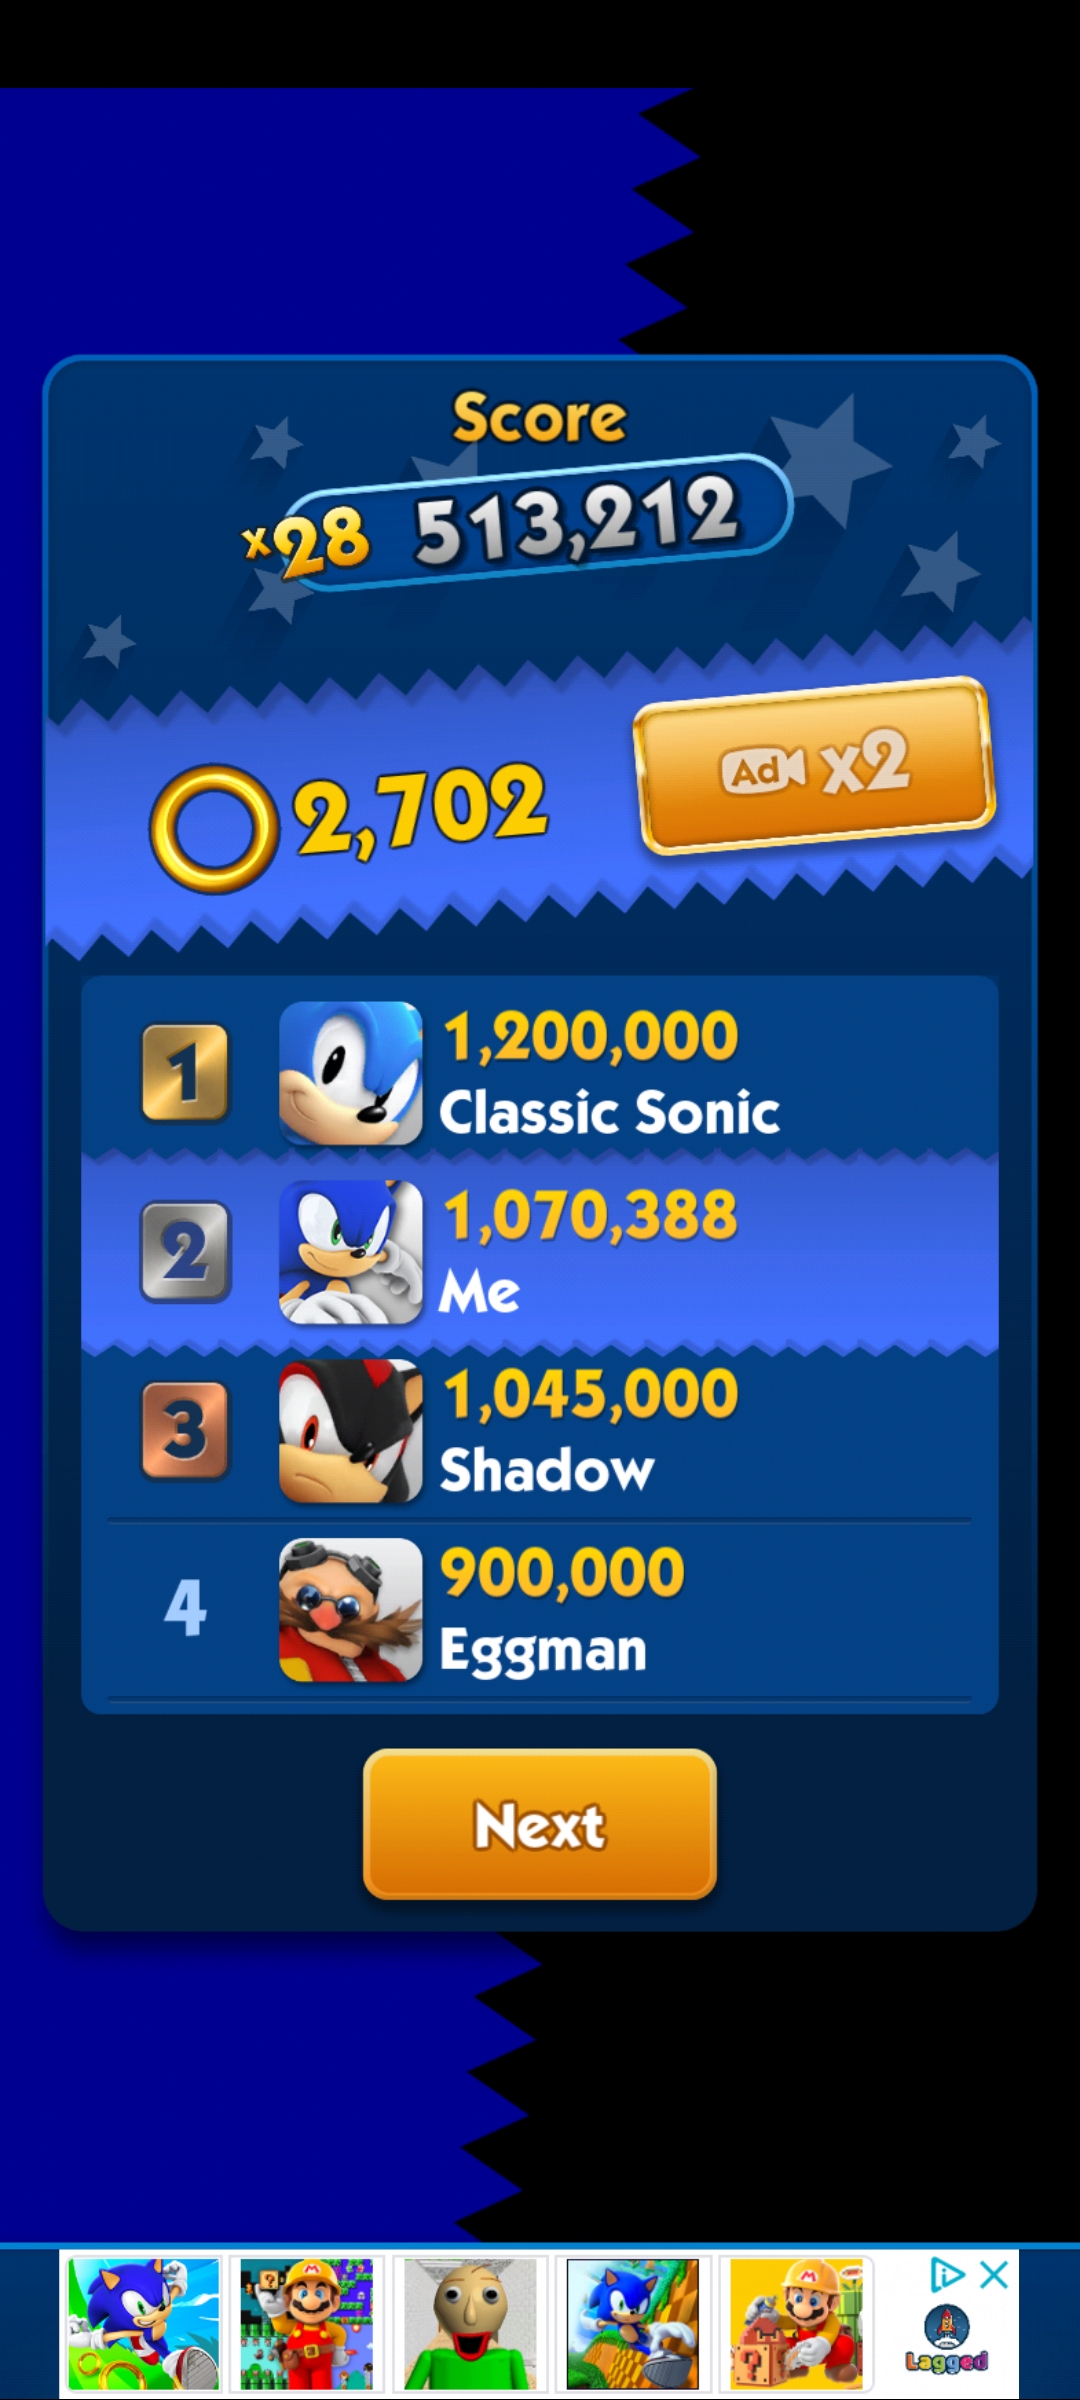 Score
x28 513,212
2,702
Ad x2
1 1,200,000
Classic Sonic
2 1,070,388
Me
3 1,045,000
Shadow
4 900,000
Eggman
Next
Lagged